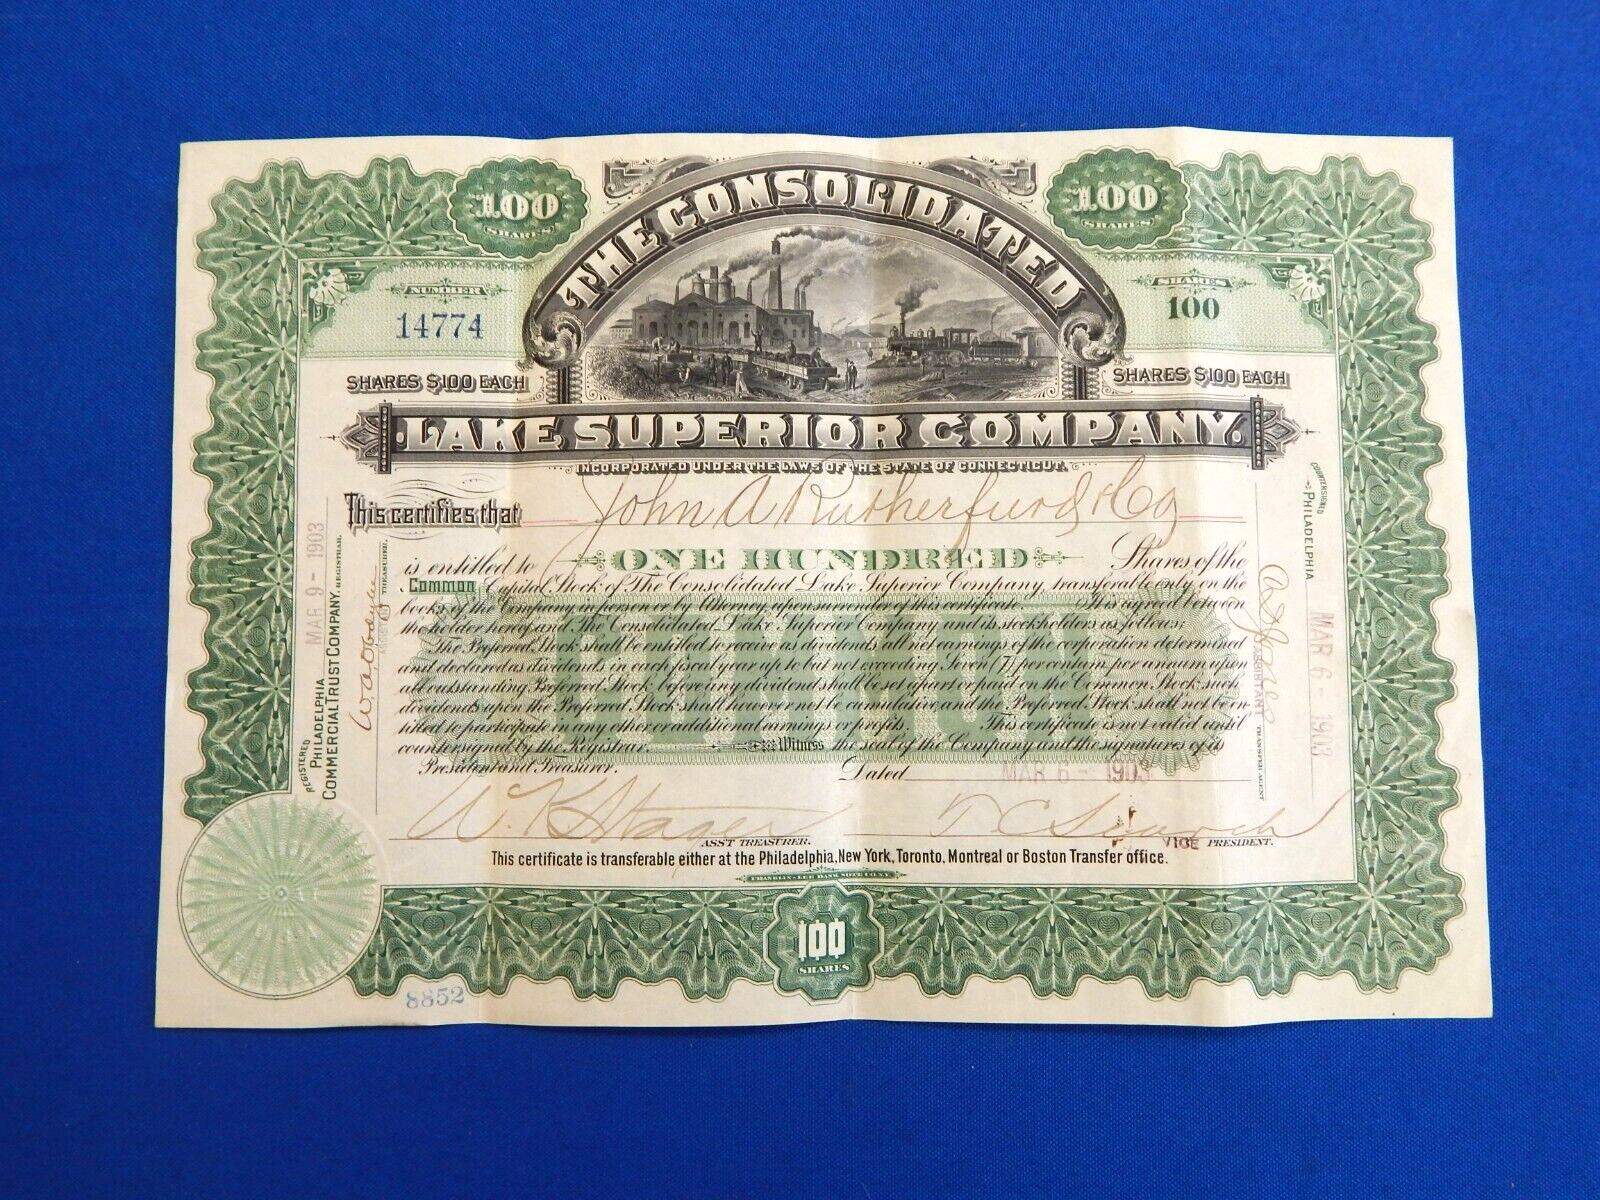 100
SHARES
100
SHARES
THE CONSOLIDATED
NUMBER
14774
SHARES
100
SHARES $100 EACH
SHARES $100 EACH
LAKE SUPERIOR COMPANY.
INCORPORATED UNDER THE LAWS OF THE STATE OF CONNECTICUT.
This certifies that John A Rutherfurd & Co
is entitled to ONE HUNDRED Shares of the
Common Capital Stock of The Consolidated Lake Superior Company, transferable only on the
books of the Company, in person or by Attorney, upon surrender of this certificate. It is agreed between
the holder hereof and The Consolidated Lake Superior Company and its stockholders as follows:
The Preferred Stock shall be entitled to receive as dividends all net earnings of the corporation determined
and declared as dividends in each fiscal year up to but not exceeding Seven (7) per centum per annum upon
all outstanding Preferred Stock, before any dividend shall be set apart or paid on the Common Stock; such
dividends upon the Preferred Stock shall however not be cumulative, and the Preferred Stock shall not be en-
titled to participate in any other or additional earnings or profits. This certificate is not valid until
countersigned by the Registrar. Witness the seal of the Company and the signatures of its
President and Treasurer. Dated MAR 6 - 1903
COMMON
ASST TREASURER.
VICE PRESIDENT.
This certificate is transferable either at the Philadelphia, New York, Toronto, Montreal or Boston Transfer office.
FRANKLIN-LEE BANK NOTE CO. N.Y.
100
SHARES
8852
MAR 9 - 1903
REGISTERED
PHILADELPHIA
COMMERCIAL TRUST COMPANY, REGISTRAR.
TREASURER.
COUNTERSIGNED
PHILADELPHIA
MAR 6 - 1903
ASSISTANT TRANSFER AGENT